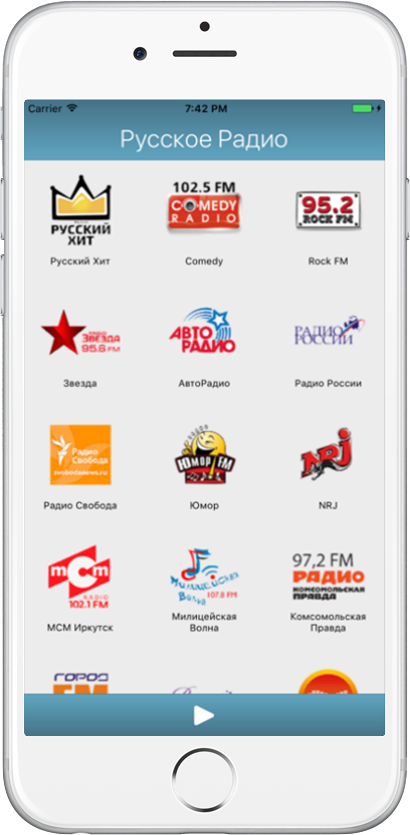 Carrier 7:42 PM
Русское Радио
РУССКИЙ
ХИТ
Русский Хит
102.5 FM
COMEDY
RADIO
Comedy
95.2
ROCK FM
Rock FM
РАДИО
ЗВЕЗДА
95.6 FM
Звезда
АВТО
РАДИО
АвтоРадио
РАДИО
РОССИИ
Радио России
Радио
Свобода
svobodanews.ru
Радио Свобода
РАДИО
ЮМОР FM
Юмор
NRJ
NRJ
мсм
RADIO
102.1 FM
МСМ Иркутск
Милицейская
Волна 107.8 FM
Милицейская
Волна
97,2 FM
РАДИО
КОМСОМОЛЬСКАЯ
ПРАВДА
Комсомольская
Правда
ГОРОД
FM